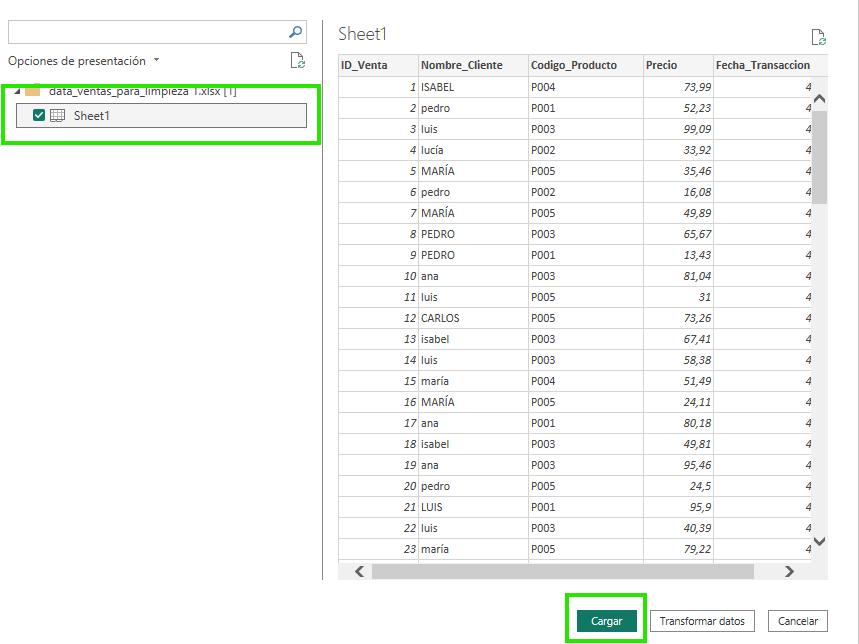 Sheet1
Opciones de presentación
data_ventas_para_limpieza 1.xlsx [1]
Sheet1
ID_Venta Nombre_Cliente Codigo_Producto Precio Fecha_Transaccion
1 ISABEL P004 73,99 4
2 pedro P001 52,23 4
3 luis P003 99,09 4
4 lucía P002 33,92 4
5 MARÍA P005 35,46 4
6 pedro P002 16,08 4
7 MARÍA P005 49,89 4
8 PEDRO P003 65,67 4
9 PEDRO P001 13,43 4
10 ana P003 81,04 4
11 luis P005 31 4
12 CARLOS P005 73,26 4
13 isabel P003 67,41 4
14 luis P003 58,38 4
15 maría P004 51,49 4
16 MARÍA P005 24,11 4
17 ana P001 80,18 4
18 isabel P003 49,81 4
19 ana P003 95,46 4
20 pedro P005 24,5 4
21 LUIS P001 95,9 4
22 luis P003 40,39 4
23 maría P005 79,22 4
Cargar Transformar datos Cancelar